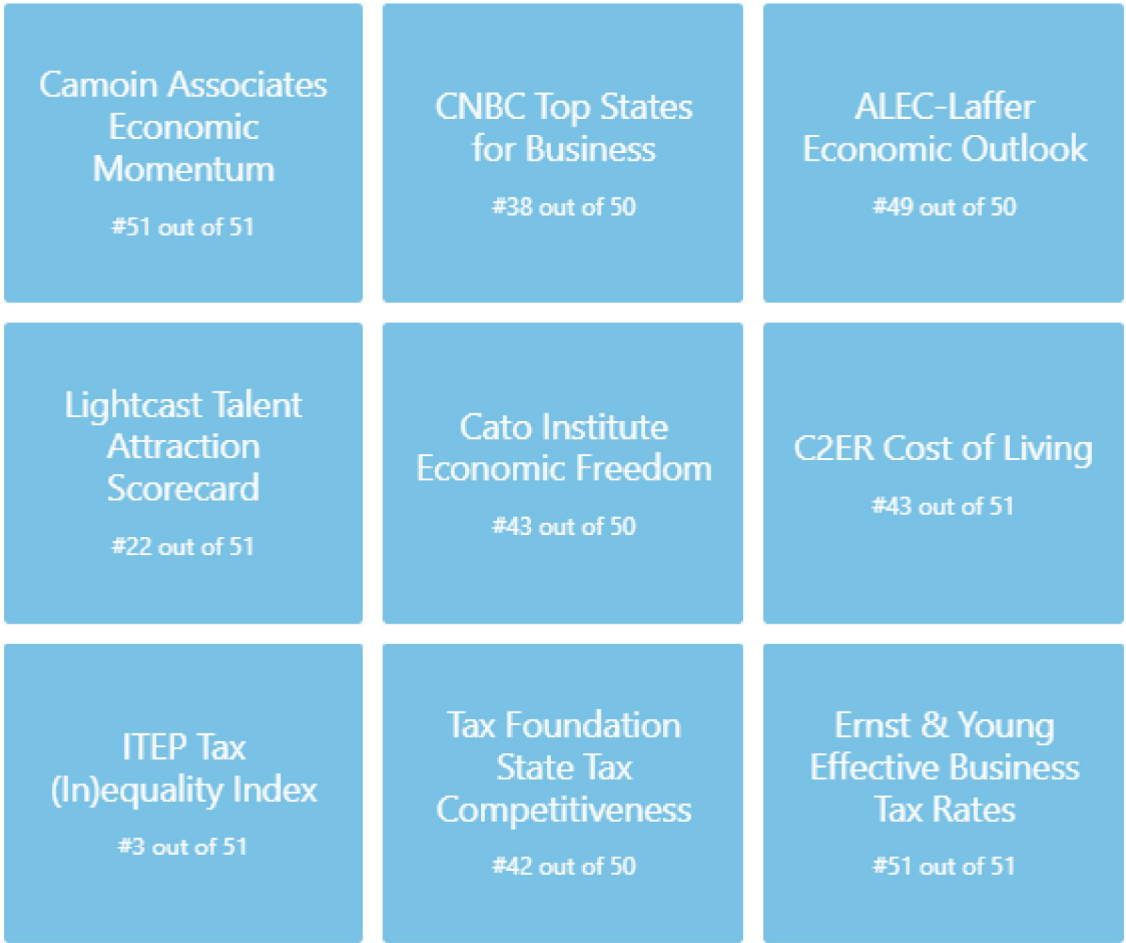 Camoin Associates
Economic
Momentum
#51 out of 51
CNBC Top States
for Business
#38 out of 50
ALEC-Laffer
Economic Outlook
#49 out of 50
Lightcast Talent
Attraction
Scorecard
#22 out of 51
Cato Institute
Economic Freedom
#43 out of 50
C2ER Cost of Living
#43 out of 51
ITEP Tax
(In)equality Index
#3 out of 51
Tax Foundation
State Tax
Competitiveness
#42 out of 50
Ernst & Young
Effective Business
Tax Rates
#51 out of 51